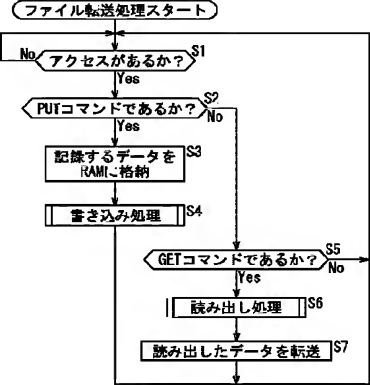 ファイル転送処理スタート
S1
アクセスがあるか?
No
Yes
S2
PUTコマンドであるか?
No
Yes
S3
記録するデータを
RAMに格納
S4
書き込み処理
S5
GETコマンドであるか?
No
Yes
S6
読み出し処理
S7
読み出したデータを転送